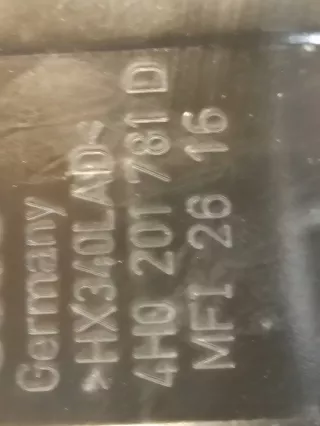 Germany
>HX340LAD<
4H0 201 781 D
MFI 26 16